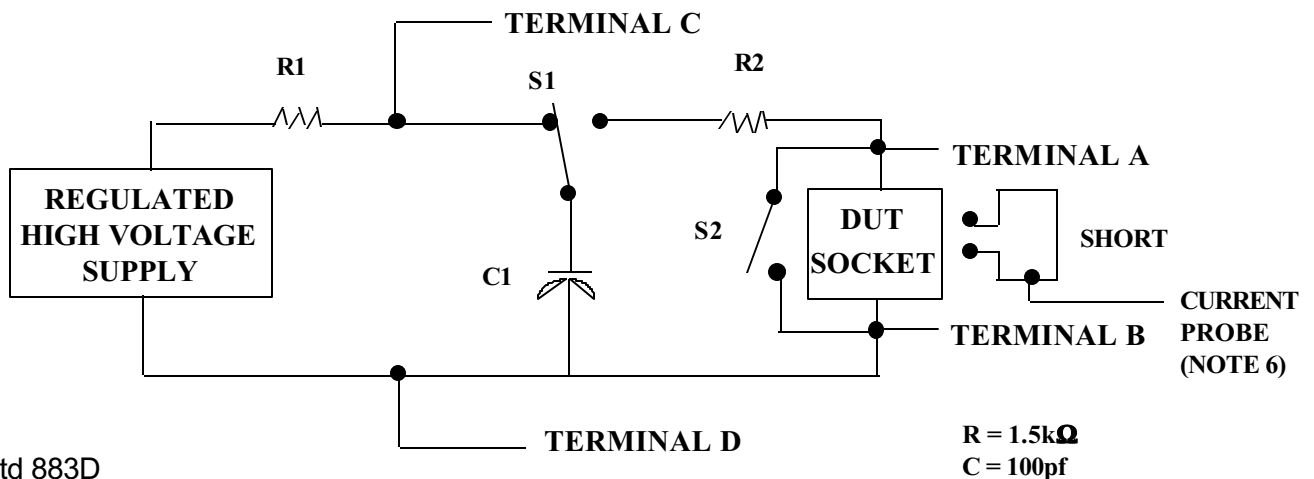 TERMINAL C
R1
S1
R2
TERMINAL A
REGULATED
HIGH VOLTAGE
SUPPLY
S2
DUT
SOCKET
SHORT
C1
CURRENT
PROBE
(NOTE 6)
TERMINAL B
TERMINAL D
R = 1.5kΩ
C = 100pf
td 883D